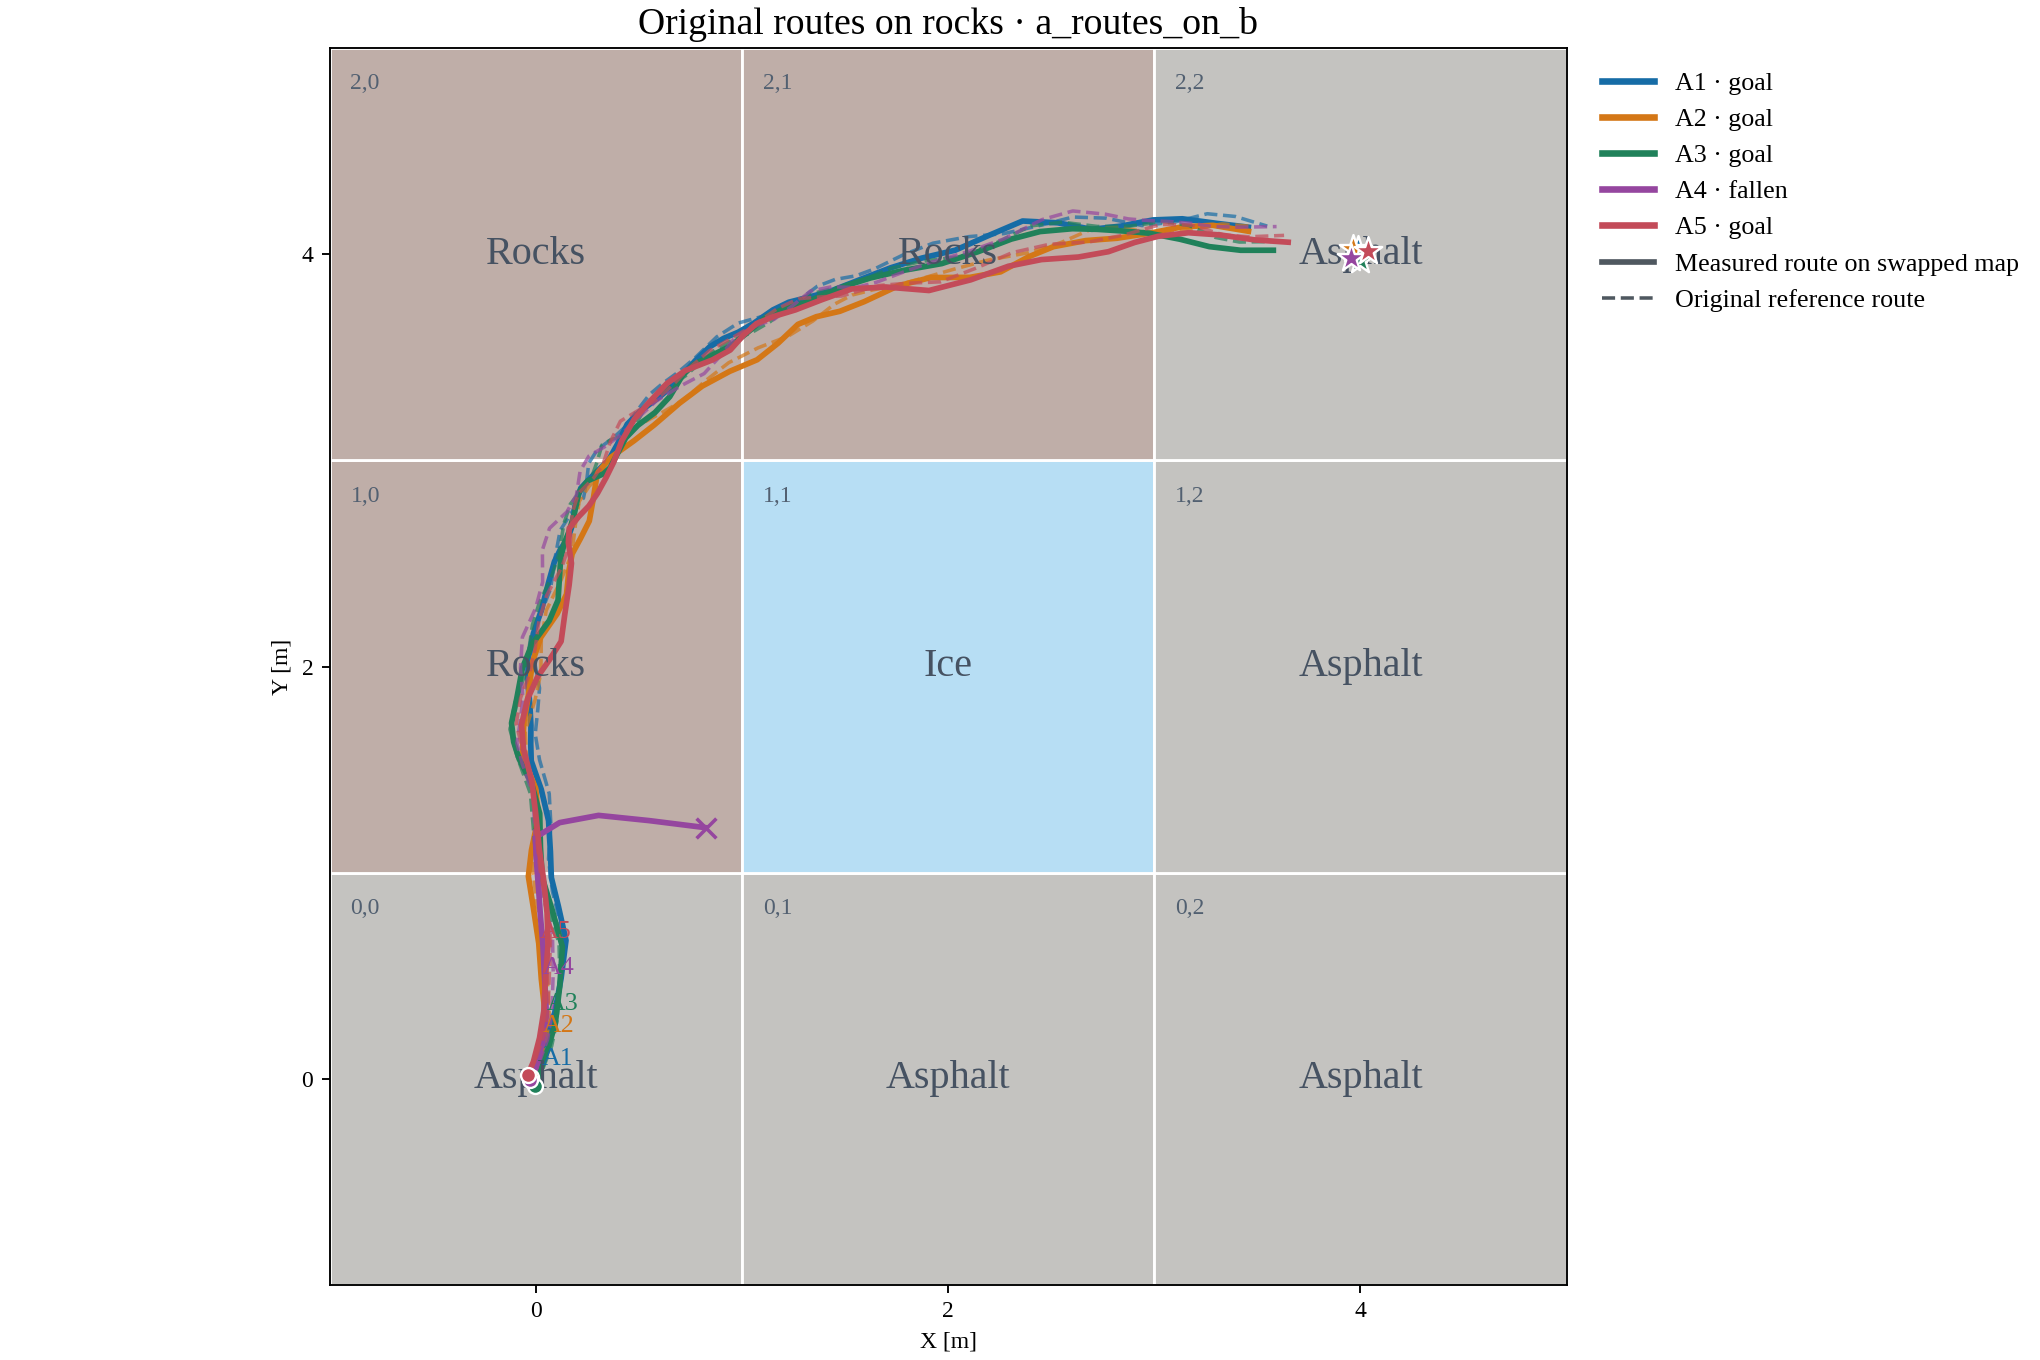 Original routes on rocks · a_routes_on_b
2,0
2,1
2,2
Rocks
Rocks
Asphalt
1,0
1,1
1,2
Rocks
Ice
Asphalt
0,0
0,1
0,2
A5
A4
A3
A2
A1
Asphalt
Asphalt
Asphalt
4
2
0
Y [m]
0
2
4
X [m]
A1 · goal
A2 · goal
A3 · goal
A4 · fallen
A5 · goal
Measured route on swapped map
Original reference route